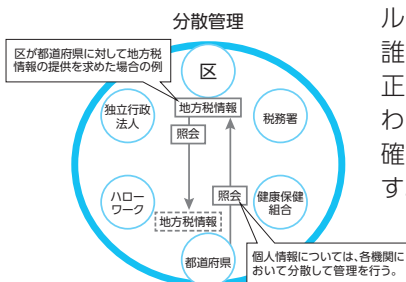 分散管理
区が都道府県に対して地方税
情報の提供を求めた場合の例
区
地方税情報
独立行政
法人
照会
税務署
ハロー
ワーク
照会
健康保健
組合
地方税情報
都道府県
個人情報については、各機関に
おいて分散して管理を行う。
ル
誰
正
わ
確
す